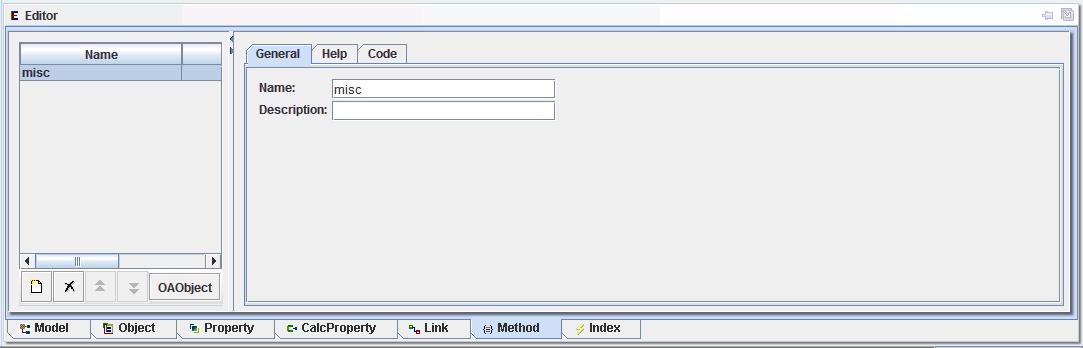 E Editor
Name
misc
General Help Code
Name: misc
Description:
OAObject
Model Object Property CalcProperty Link Method Index